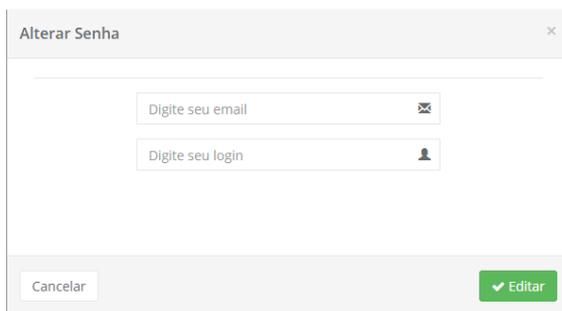 Alterar Senha ×
Digite seu email
Digite seu login
Cancelar Editar